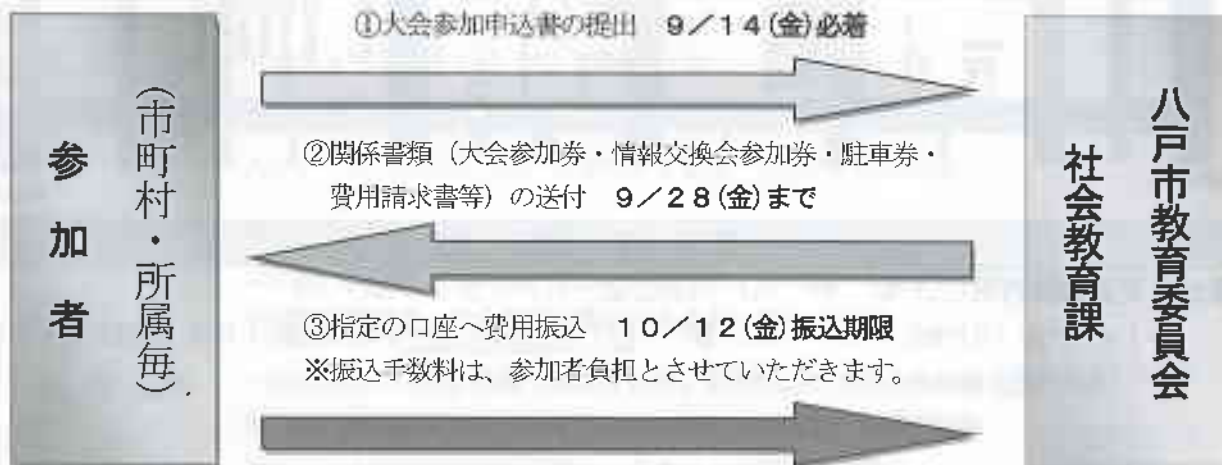 ①大会参加申込書の提出 9/14(金)必着
参加者
(市町村・所属毎)
②関係書類(大会参加券・情報交換会参加券・駐車券・
費用請求書等)の送付 9/28(金)まで
③指定の口座へ費用振込 10/12(金)振込期限
※振込手数料は、参加者負担とさせていただきます。
八戸市教育委員会
社会教育課